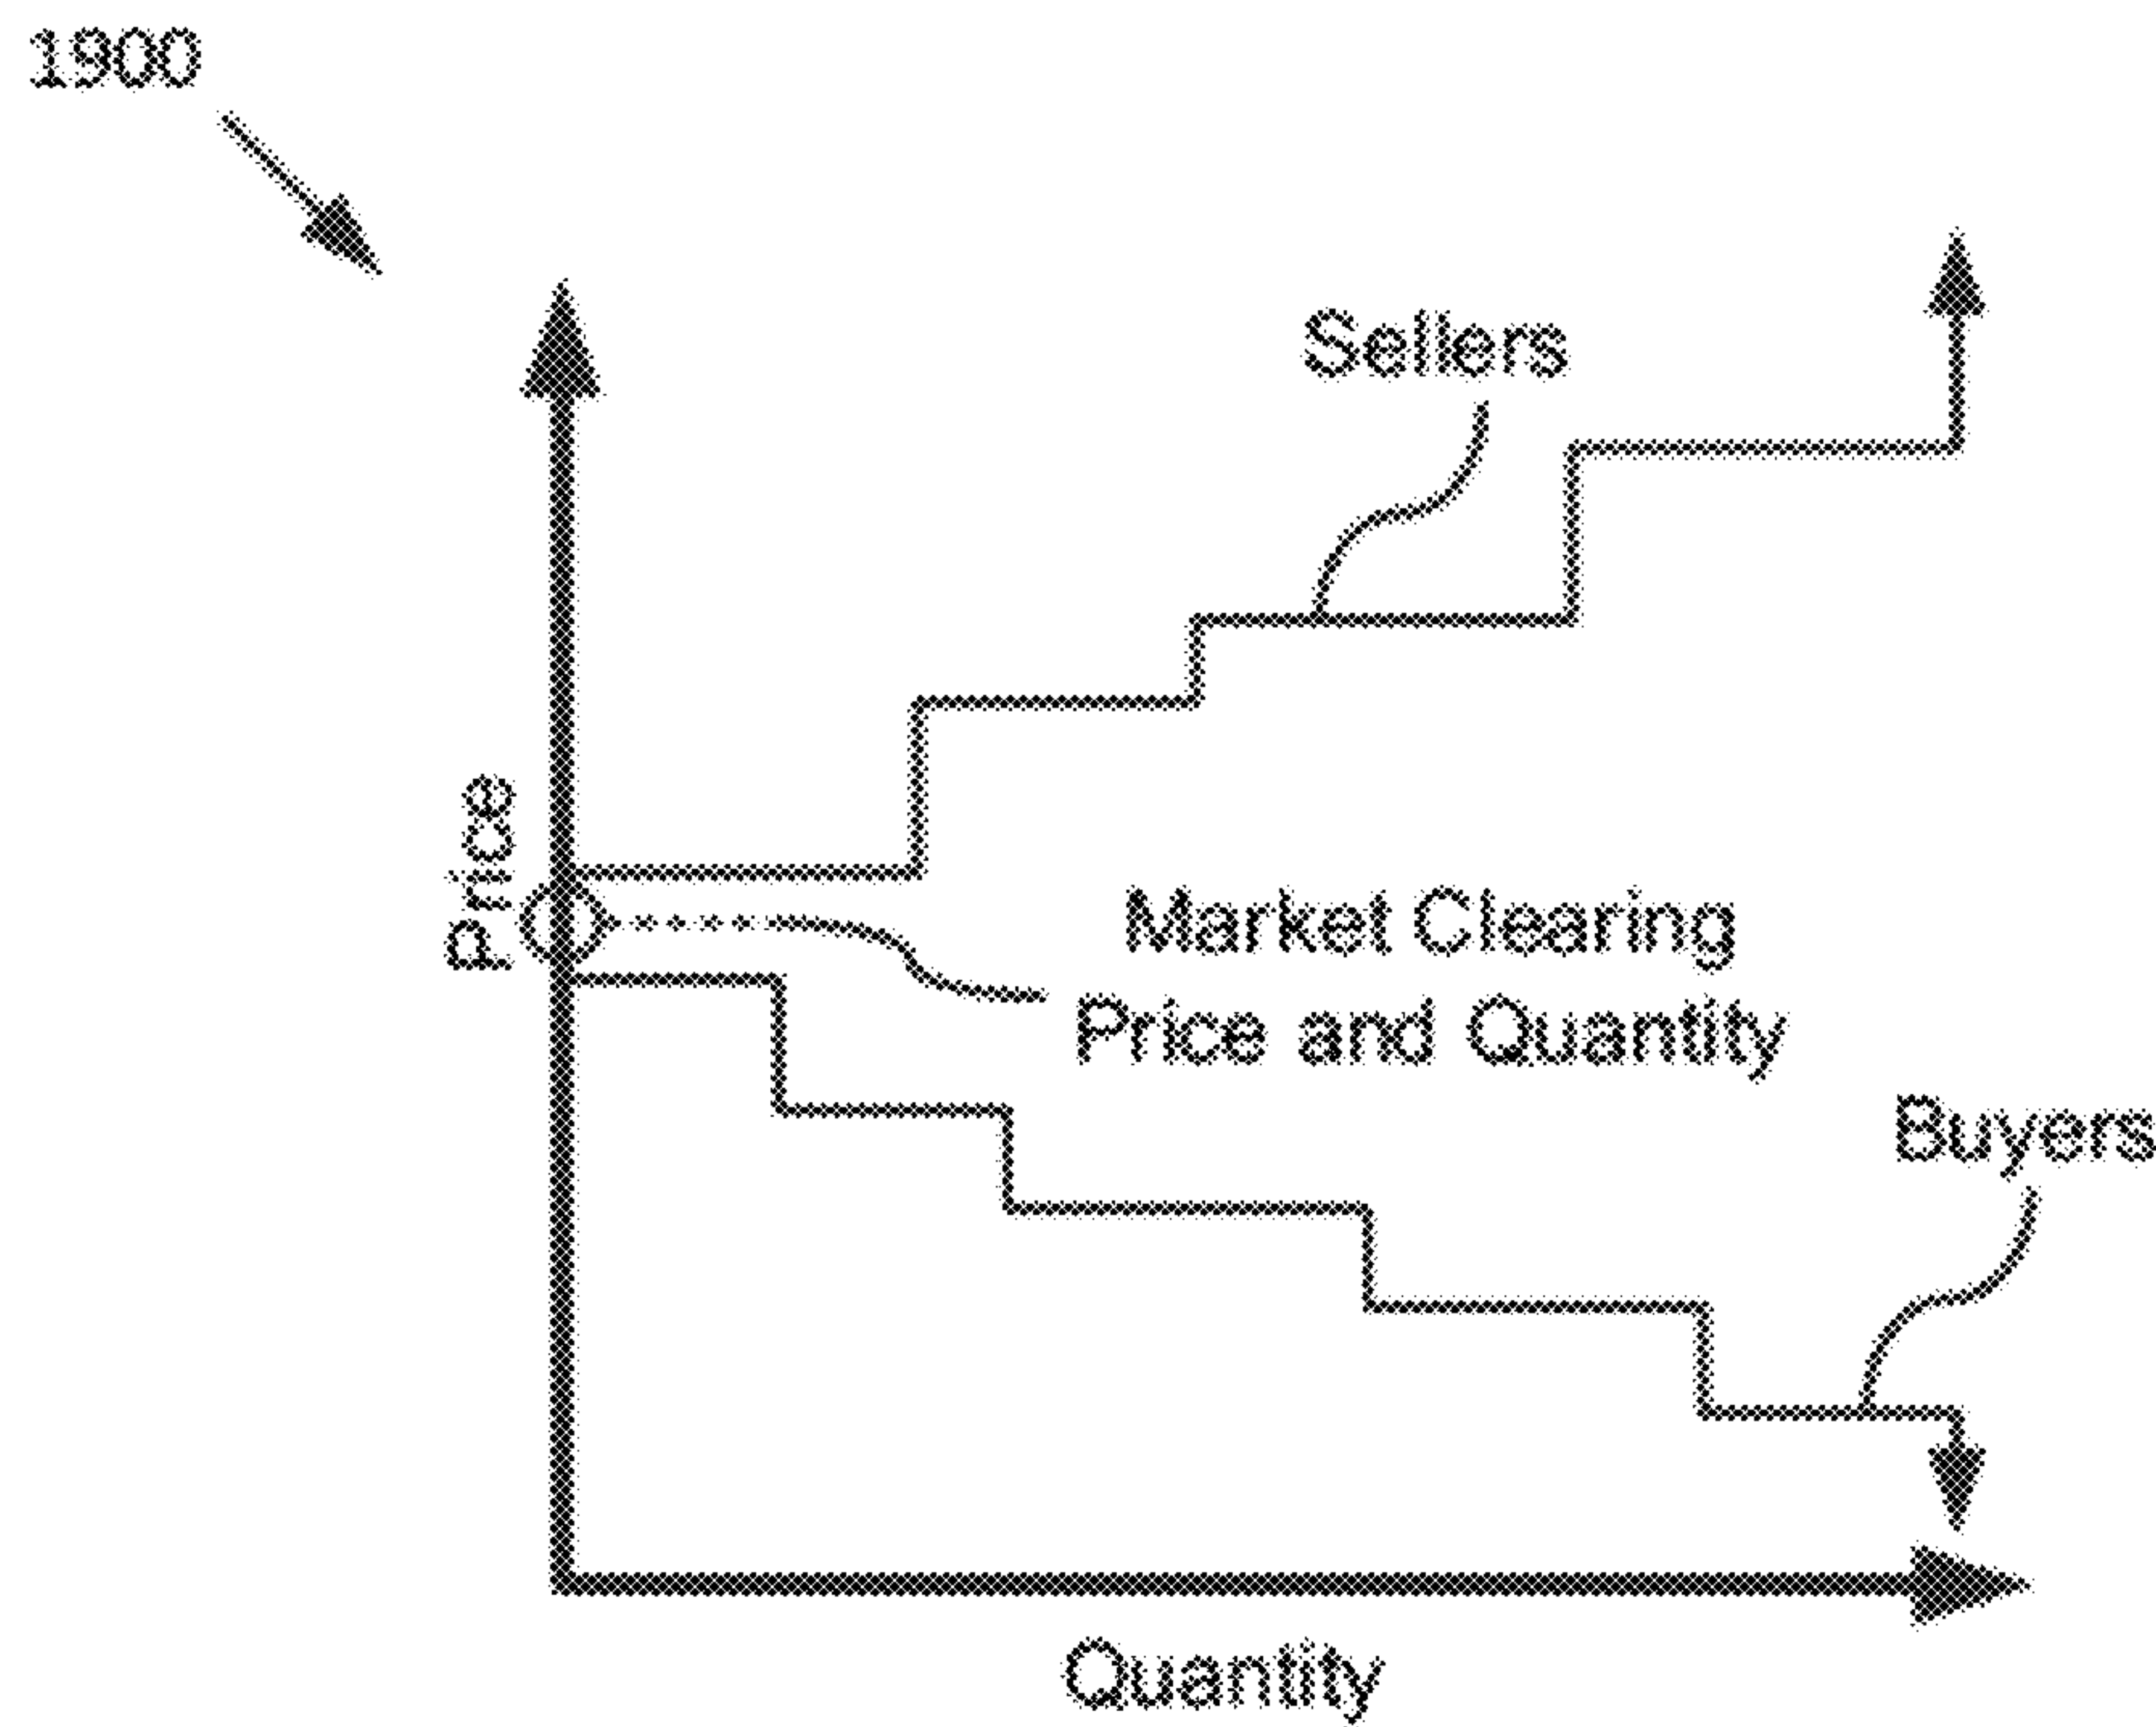 1900
Sellers
Price
Market Clearing
Price and Quantity
Buyers
Quantity